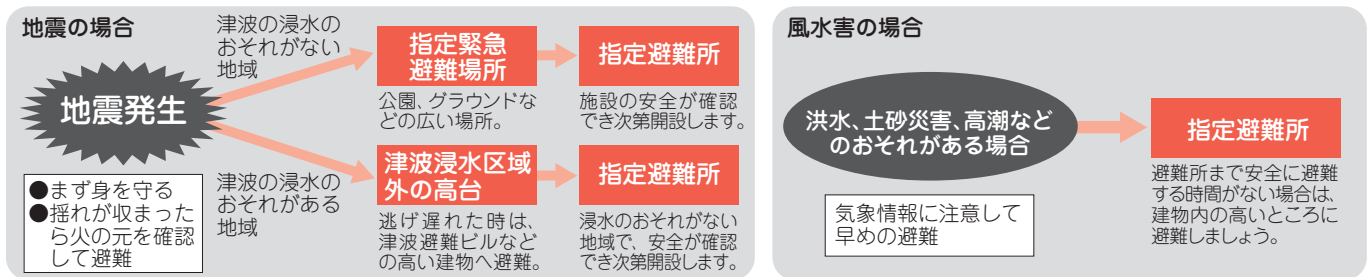 地震の場合
地震発生
●まず身を守る
●揺れが収まった
ら火の元を確認
して避難
津波の浸水の
おそれがない
地域
指定緊急
避難場所
公園、グラウンドな
どの広い場所。
指定避難所
施設の安全が確認
でき次第開設します。
津波の浸水の
おそれがある
地域
津波浸水区域
外の高台
逃げ遅れた時は、
津波避難ビルなど
の高い建物へ避難。
指定避難所
浸水のおそれがない
地域で、安全が確認
でき次第開設します。
風水害の場合
洪水、土砂災害、高潮など
のおそれがある場合
気象情報に注意して
早めの避難
指定避難所
避難所まで安全に避難
する時間がない場合は、
建物内の高いところに
避難しましょう。